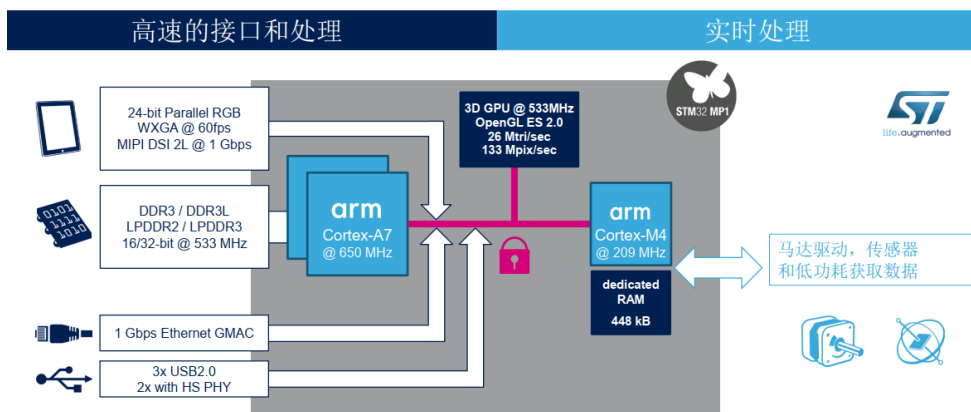 高速的接口和处理
实时处理
24-bit Parallel RGB
WXGA @ 60fps
MIPI DSI 2L @ 1 Gbps
3D GPU @ 533MHz
OpenGL ES 2.0
26 Mtri/sec
133 Mpix/sec
STM32 MP1
ST
life.augmented
0101
1111
1010
DDR3 / DDR3L
LPDDR2 / LPDDR3
16/32-bit @ 533 MHz
arm
Cortex-A7
@ 650 MHz
arm
Cortex-M4
@ 209 MHz
dedicated
RAM
448 kB
马达驱动，传感器
和低功耗获取数据
1 Gbps Ethernet GMAC
3x USB2.0
2x with HS PHY